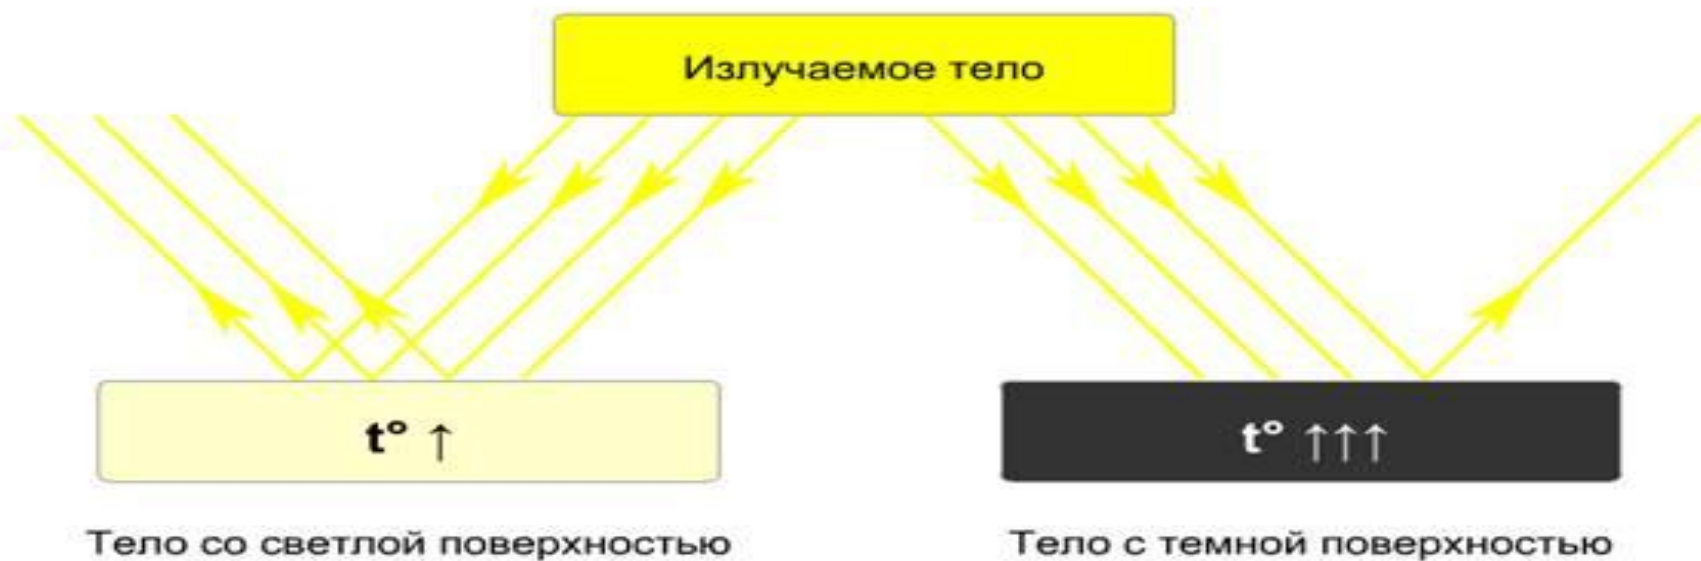 Излучаемое тело
t° ↑
t° ↑↑↑
Тело со светлой поверхностью
Тело с темной поверхностью